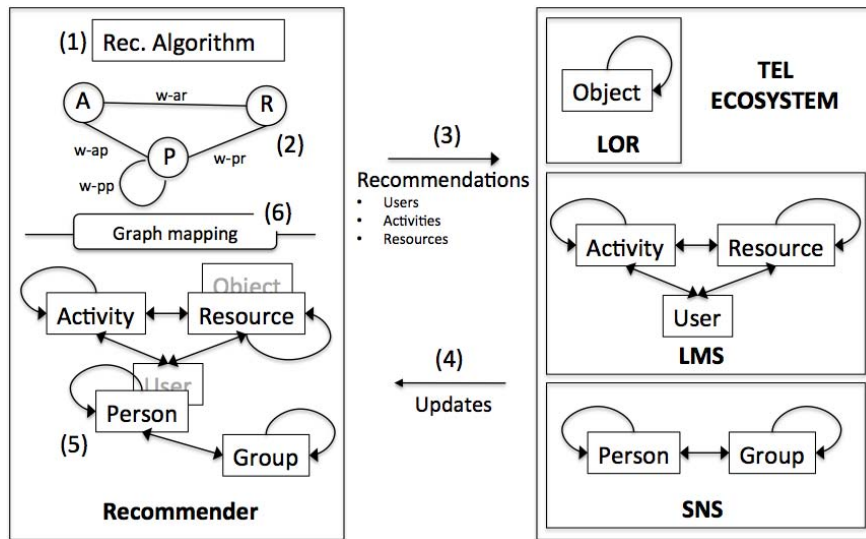 (1)
Rec. Algorithm
A
w-ar
R
(2)
w-ap
P
w-pr
w-pp
(6)
Graph mapping
Object
Activity
Resource
User
Person
(5)
Group
Recommender
(3)
Recommendations
• Users
• Activities
• Resources
(4)
Updates
Object
LOR
TEL
ECOSYSTEM
Activity
Resource
User
LMS
Person
Group
SNS